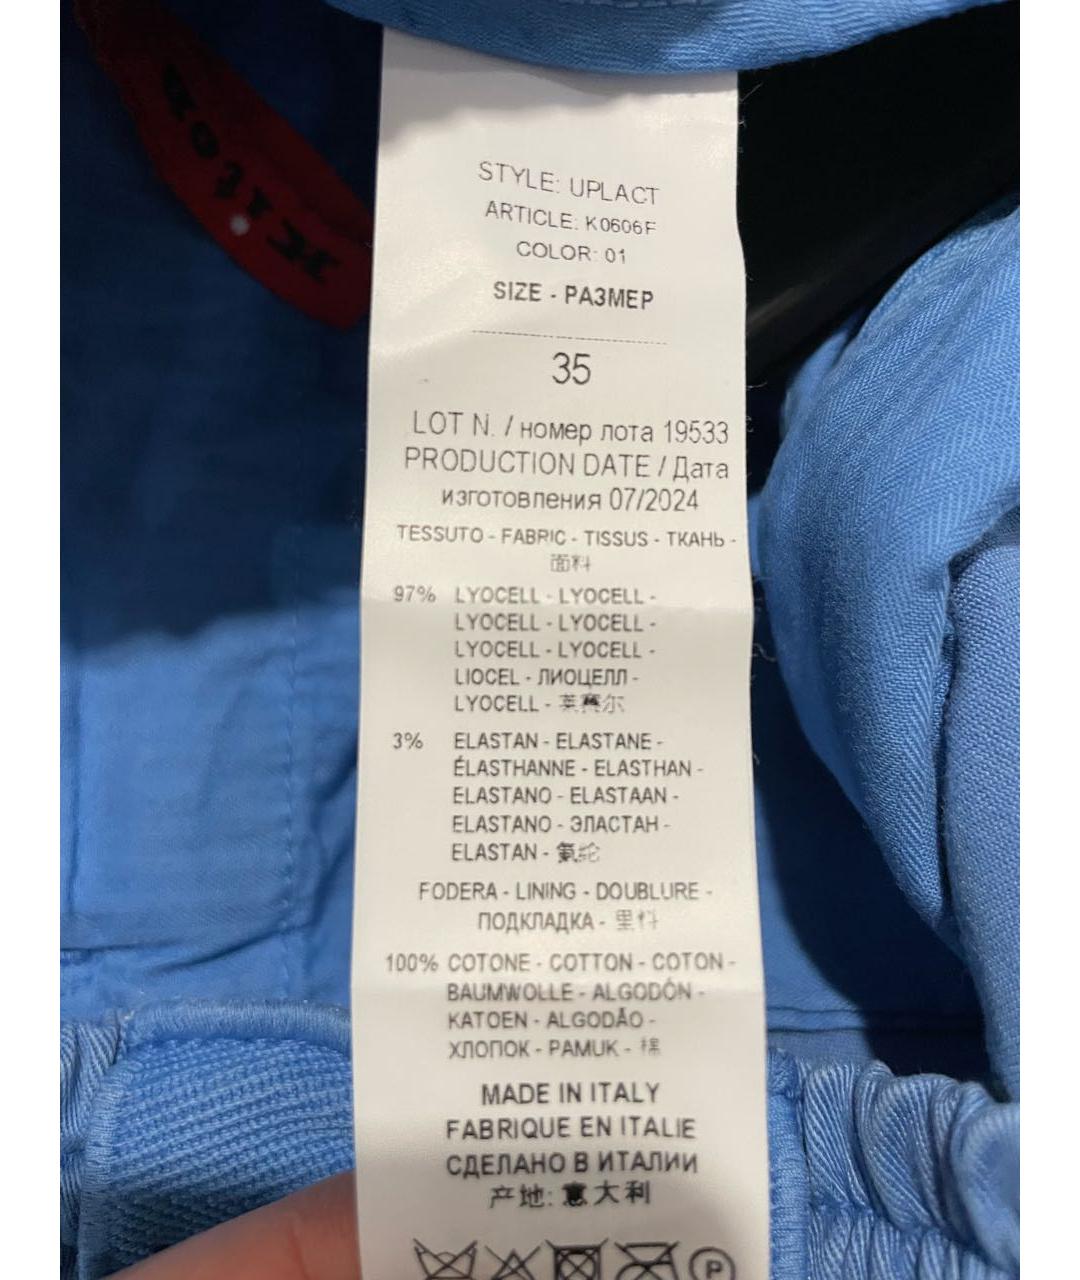 Kiton
STYLE: UPLACT
ARTICLE: K0606F
COLOR: 01
SIZE - РАЗМЕР
35
LOT N. / номер лота 19533
PRODUCTION DATE / Дата
изготовления 07/2024
TESSUTO - FABRIC - TISSUS - ТКАНЬ -
面料
97% LYOCELL - LYOCELL -
LYOCELL - LYOCELL -
LYOCELL - LYOCELL -
LIOCEL - ЛИОЦЕЛЛ -
LYOCELL - 莱赛尔
3% ELASTAN - ELASTANE -
ÉLASTHANNE - ELASTHAN -
ELASTANO - ELASTAAN -
ELASTANO - ЭЛАСТАН -
ELASTAN - 氨纶
FODERA - LINING - DOUBLURE -
ПОДКЛАДКА - 里料
100% COTONE - COTTON - COTON -
BAUMWOLLE - ALGODÓN -
KATOEN - ALGODÃO -
ХЛОПОК - PAMUK - 棉
MADE IN ITALY
FABRIQUE EN ITALIE
СДЕЛАНО В ИТАЛИИ
产地: 意大利
P